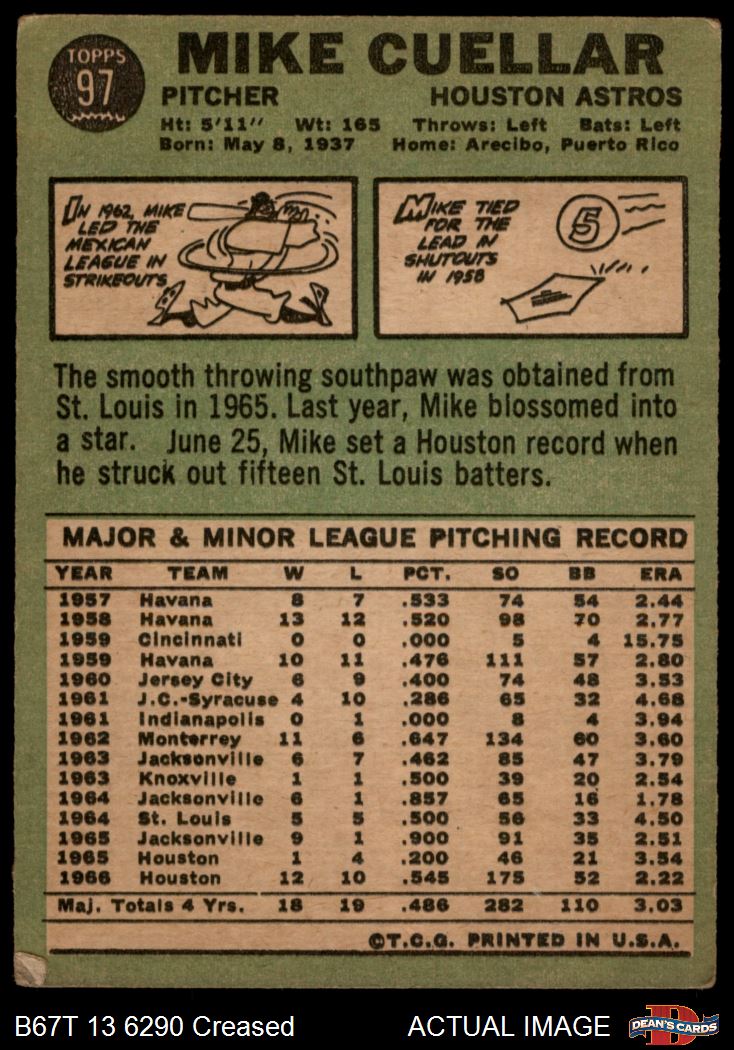 TOPPS
97
MIKE CUELLAR
PITCHER HOUSTON ASTROS
Ht: 5'11" Wt: 165 Throws: Left Bats: Left
Born: May 8, 1937 Home: Arecibo, Puerto Rico
IN 1962, MIKE
LED THE
MEXICAN
LEAGUE IN
STRIKEOUTS
MIKE TIED
FOR THE
LEAD IN
SHUTOUTS
IN 1958
5
The smooth throwing southpaw was obtained from
St. Louis in 1965. Last year, Mike blossomed into
a star. June 25, Mike set a Houston record when
he struck out fifteen St. Louis batters.
MAJOR & MINOR LEAGUE PITCHING RECORD
YEAR TEAM W L PCT. SO BB ERA
1957 Havana 8 7 .533 74 54 2.44
1958 Havana 13 12 .520 98 70 2.77
1959 Cincinnati 0 0 .000 5 4 15.75
1959 Havana 10 11 .476 111 57 2.80
1960 Jersey City 6 9 .400 74 48 3.53
1961 J.C.-Syracuse 4 10 .286 65 32 4.68
1961 Indianapolis 0 1 .000 8 4 3.94
1962 Monterrey 11 6 .647 134 60 3.60
1963 Jacksonville 6 7 .462 85 47 3.79
1963 Knoxville 1 1 .500 39 20 2.54
1964 Jacksonville 6 1 .857 65 16 1.78
1964 St. Louis 5 5 .500 56 33 4.50
1965 Jacksonville 9 1 .900 91 35 2.51
1965 Houston 1 4 .200 46 21 3.54
1966 Houston 12 10 .545 175 52 2.22
Maj. Totals 4 Yrs. 18 19 .486 282 110 3.03
©T.C.G. PRINTED IN U.S.A.
B67T 13 6290 Creased ACTUAL IMAGE
D
DEAN'S CARDS